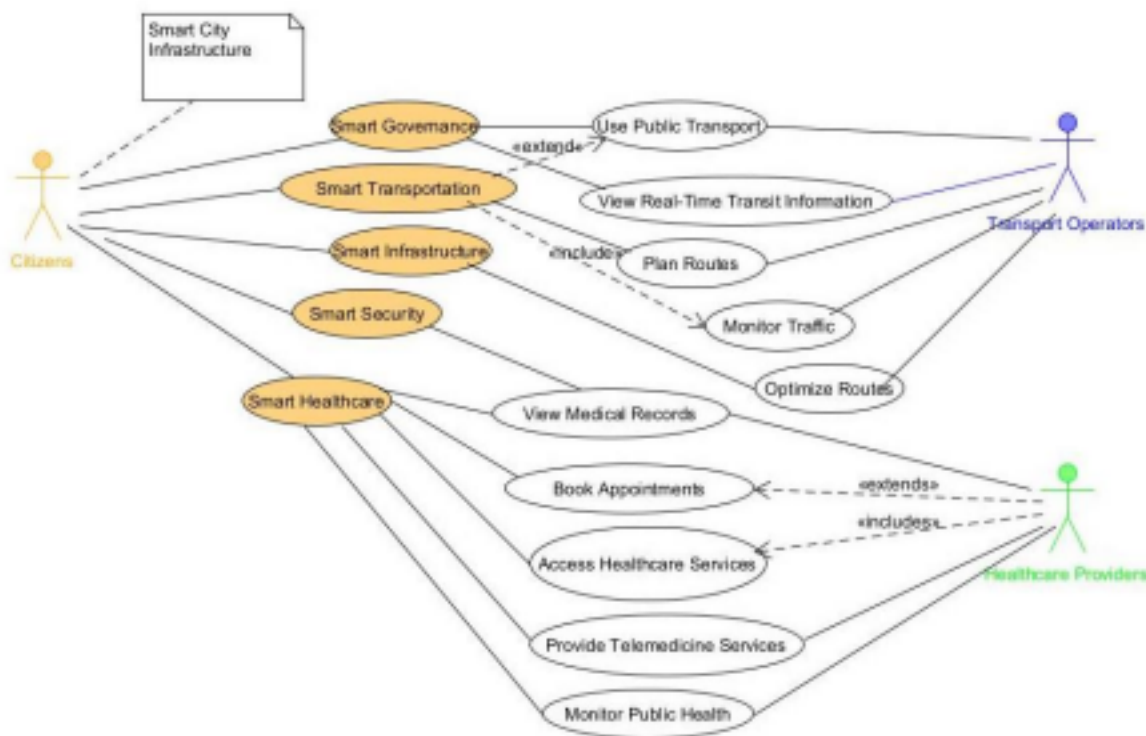 Smart City
Infrastructure
Smart Governance
Use Public Transport
«extend»
Smart Transportation
View Real-Time Transit Information
Transport Operators
Citizens
Smart Infrastructure
«include»
Plan Routes
Smart Security
Monitor Traffic
Optimize Routes
Smart Healthcare
View Medical Records
Book Appointments
«extends»
«includes»
Access Healthcare Services
Healthcare Providers
Provide Telemedicine Services
Monitor Public Health